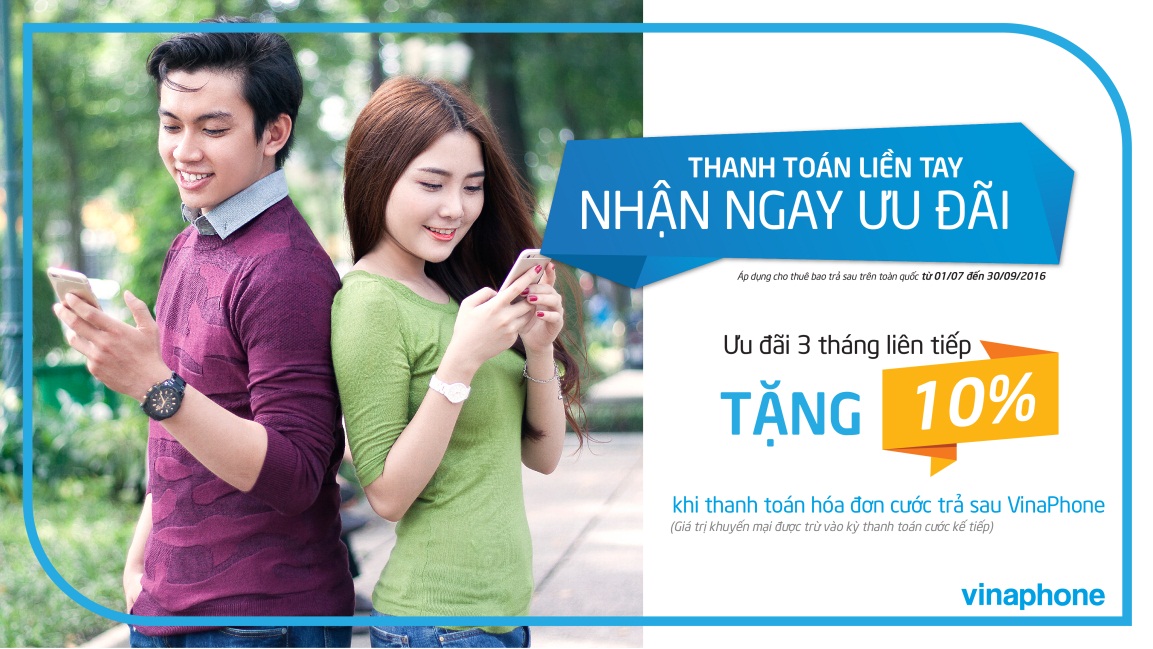 THANH TOÁN LIỀN TAY
NHẬN NGAY ƯU ĐÃI
Áp dụng cho thuê bao trả sau trên toàn quốc từ 01/07 đến 30/09/2016
Ưu đãi 3 tháng liên tiếp
TẶNG 10%
khi thanh toán hóa đơn cước trả sau VinaPhone
(Giá trị khuyến mại được trừ vào kỳ thanh toán cước kế tiếp)
vinaphone